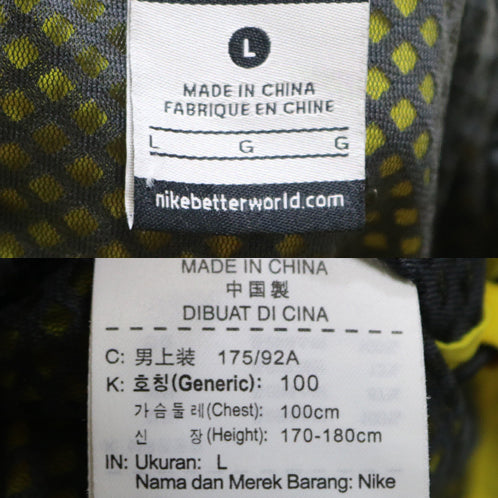 L
MADE IN CHINA
FABRIQUE EN CHINE
L G G
nikebetterworld.com
MADE IN CHINA
中国製
DIBUAT DI CINA
C: 男上装 175/92A
K: 호칭(Generic): 100
가슴둘레(Chest): 100cm
신 장(Height): 170-180cm
IN: Ukuran: L
Nama dan Merek Barang: Nike